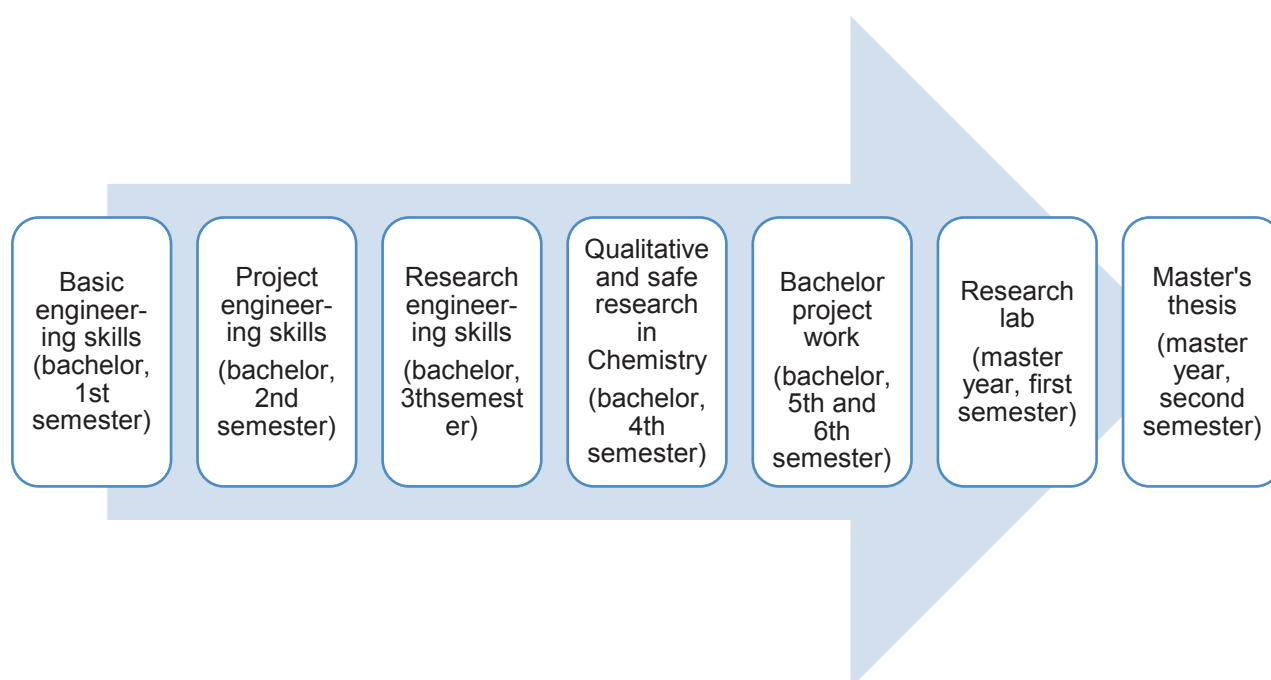 Basic
engineer-
ing skills
(bachelor,
1st
semester)
Project
engineer-
ing skills
(bachelor,
2nd
semester)
Research
engineer-
ing skills
(bachelor,
3thsemest
er)
Qualitative
and safe
research
in
Chemistry
(bachelor,
4th
semester)
Bachelor
project
work
(bachelor,
5th and
6th
semester)
Research
lab
(master
year, first
semester)
Master's
thesis
(master
year,
second
semester)